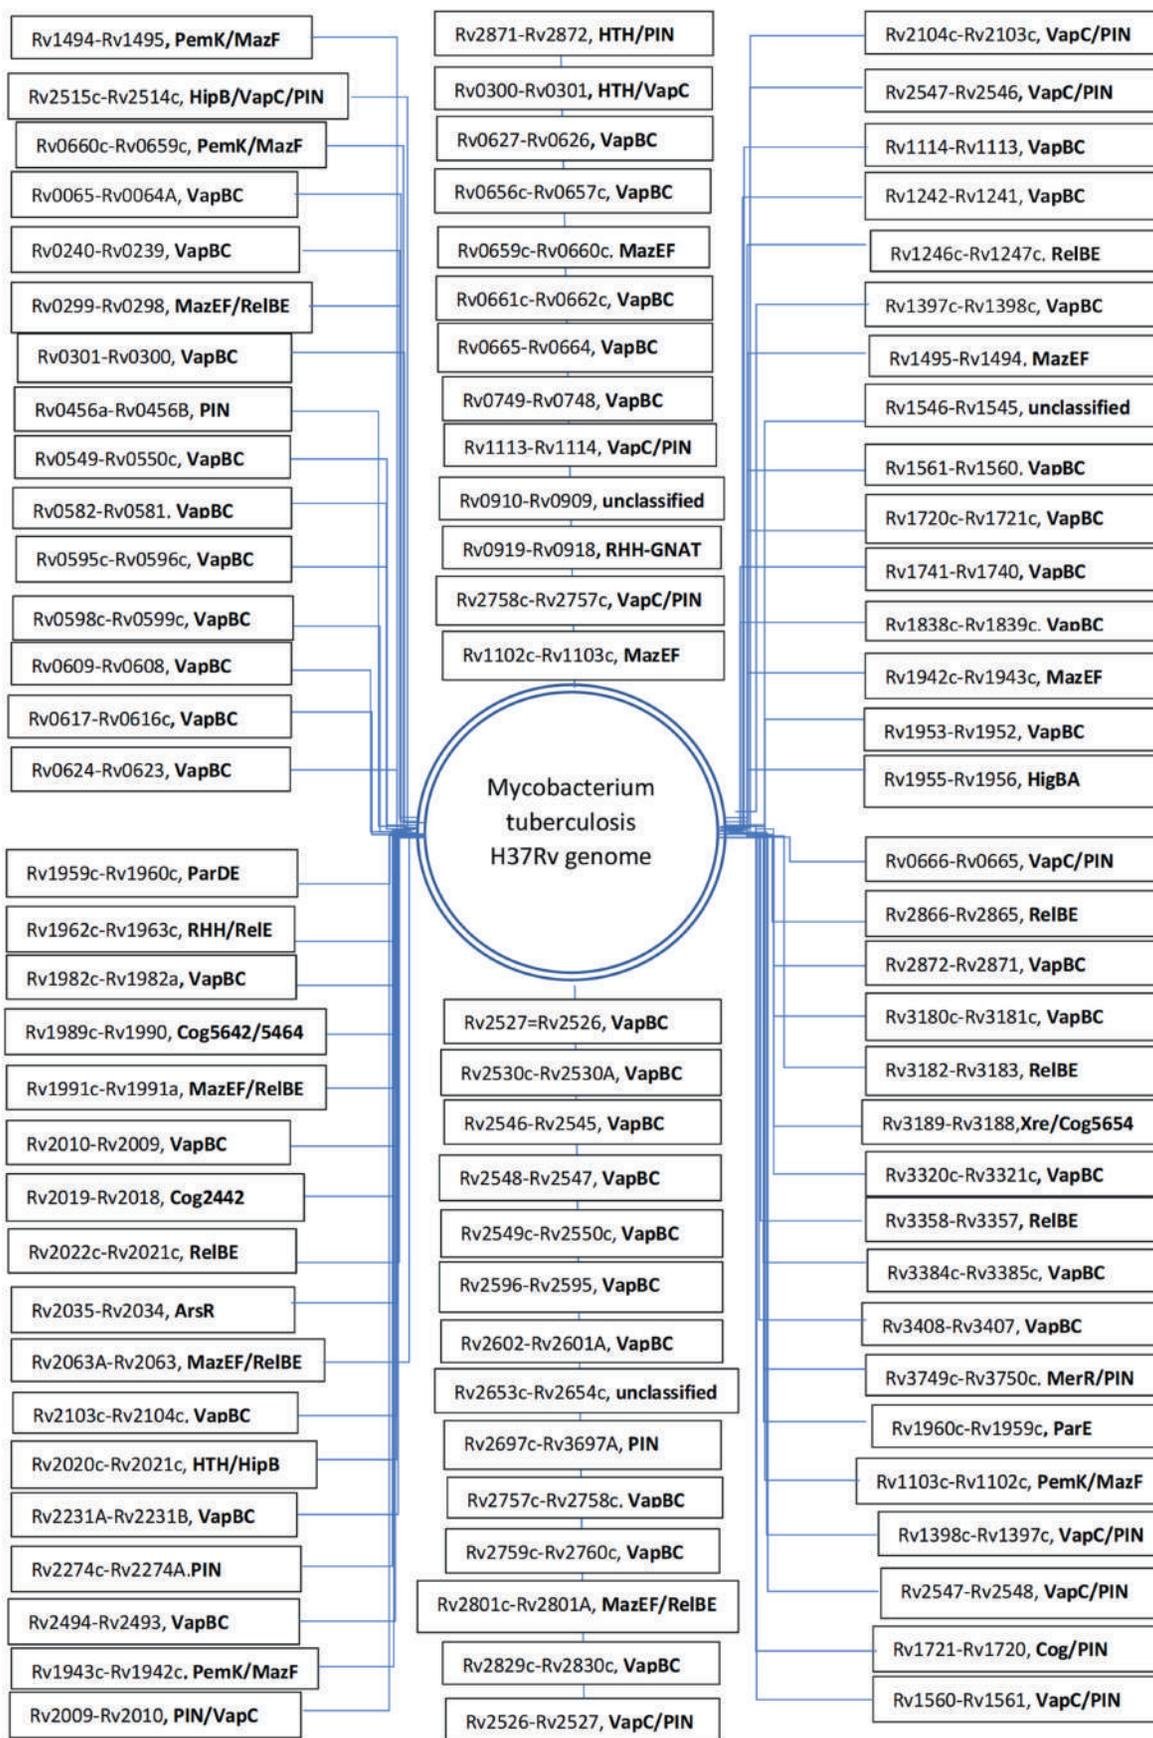 Rv1494-Rv1495, PemK/MazF
Rv2515c-Rv2514c, HipB/VapC/PIN
Rv0660c-Rv0659c, PemK/MazF
Rv0065-Rv0064A, VapBC
Rv0240-Rv0239, VapBC
Rv0299-Rv0298, MazEF/RelBE
Rv0301-Rv0300, VapBC
Rv0456a-Rv0456B, PIN
Rv0549-Rv0550c, VapBC
Rv0582-Rv0581, VapBC
Rv0595c-Rv0596c, VapBC
Rv0598c-Rv0599c, VapBC
Rv0609-Rv0608, VapBC
Rv0617-Rv0616c, VapBC
Rv0624-Rv0623, VapBC
Rv1959c-Rv1960c, ParDE
Rv1962c-Rv1963c, RHH/RelE
Rv1982c-Rv1982a, VapBC
Rv1989c-Rv1990, Cog5642/5464
Rv1991c-Rv1991a, MazEF/RelBE
Rv2010-Rv2009, VapBC
Rv2019-Rv2018, Cog2442
Rv2022c-Rv2021c, RelBE
Rv2035-Rv2034, ArsR
Rv2063A-Rv2063, MazEF/RelBE
Rv2103c-Rv2104c, VapBC
Rv2020c-Rv2021c, HTH/HipB
Rv2231A-Rv2231B, VapBC
Rv2274c-Rv2274A.PIN
Rv2494-Rv2493, VapBC
Rv1943c-Rv1942c, PemK/MazF
Rv2009-Rv2010, PIN/VapC
Rv2871-Rv2872, HTH/PIN
Rv0300-Rv0301, HTH/VapC
Rv0627-Rv0626, VapBC
Rv0656c-Rv0657c, VapBC
Rv0659c-Rv0660c, MazEF
Rv0661c-Rv0662c, VapBC
Rv0665-Rv0664, VapBC
Rv0749-Rv0748, VapBC
Rv1113-Rv1114, VapC/PIN
Rv0910-Rv0909, unclassified
Rv0919-Rv0918, RHH-GNAT
Rv2758c-Rv2757c, VapC/PIN
Rv1102c-Rv1103c, MazEF
Mycobacterium
tuberculosis
H37Rv genome
Rv2527=Rv2526, VapBC
Rv2530c-Rv2530A, VapBC
Rv2546-Rv2545, VapBC
Rv2548-Rv2547, VapBC
Rv2549c-Rv2550c, VapBC
Rv2596-Rv2595, VapBC
Rv2602-Rv2601A, VapBC
Rv2653c-Rv2654c, unclassified
Rv2697c-Rv3697A, PIN
Rv2757c-Rv2758c, VapBC
Rv2759c-Rv2760c, VapBC
Rv2801c-Rv2801A, MazEF/RelBE
Rv2829c-Rv2830c, VapBC
Rv2526-Rv2527, VapC/PIN
Rv2104c-Rv2103c, VapC/PIN
Rv2547-Rv2546, VapC/PIN
Rv1114-Rv1113, VapBC
Rv1242-Rv1241, VapBC
Rv1246c-Rv1247c, RelBE
Rv1397c-Rv1398c, VapBC
Rv1495-Rv1494, MazEF
Rv1546-Rv1545, unclassified
Rv1561-Rv1560, VapBC
Rv1720c-Rv1721c, VapBC
Rv1741-Rv1740, VapBC
Rv1838c-Rv1839c, VapBC
Rv1942c-Rv1943c, MazEF
Rv1953-Rv1952, VapBC
Rv1955-Rv1956, HigBA
Rv0666-Rv0665, VapC/PIN
Rv2866-Rv2865, RelBE
Rv2872-Rv2871, VapBC
Rv3180c-Rv3181c, VapBC
Rv3182-Rv3183, RelBE
Rv3189-Rv3188,Xre/Cog5654
Rv3320c-Rv3321c, VapBC
Rv3358-Rv3357, RelBE
Rv3384c-Rv3385c, VapBC
Rv3408-Rv3407, VapBC
Rv3749c-Rv3750c, MerR/PIN
Rv1960c-Rv1959c, ParE
Rv1103c-Rv1102c, PemK/MazF
Rv1398c-Rv1397c, VapC/PIN
Rv2547-Rv2548, VapC/PIN
Rv1721-Rv1720, Cog/PIN
Rv1560-Rv1561, VapC/PIN